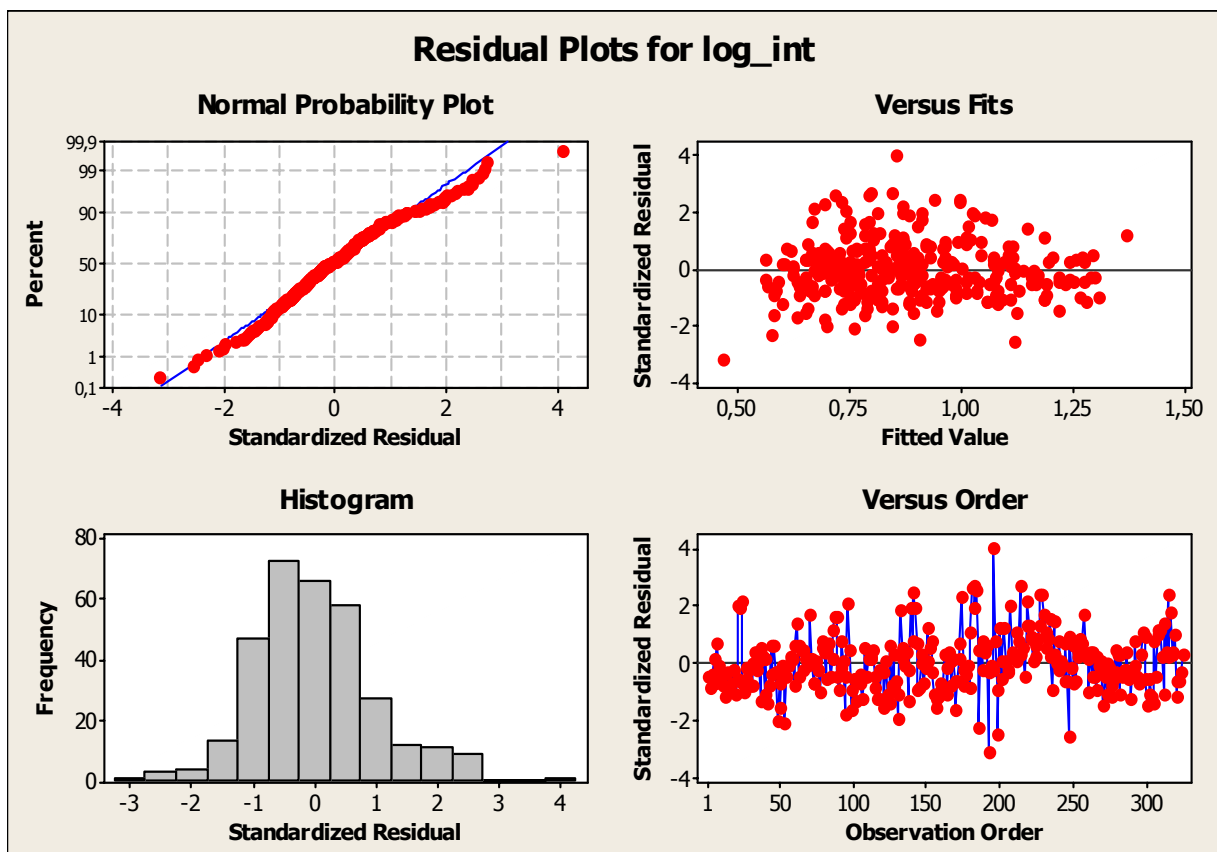 Residual Plots for log_int
Normal Probability Plot
99,9
99
90
50
10
1
0,1
Percent
-4 -2 0 2 4
Standardized Residual
Versus Fits
4
2
0
-2
-4
Standardized Residual
0,50 0,75 1,00 1,25 1,50
Fitted Value
Histogram
80
60
40
20
0
Frequency
-3 -2 -1 0 1 2 3 4
Standardized Residual
Versus Order
4
2
0
-2
-4
Standardized Residual
1 50 100 150 200 250 300
Observation Order